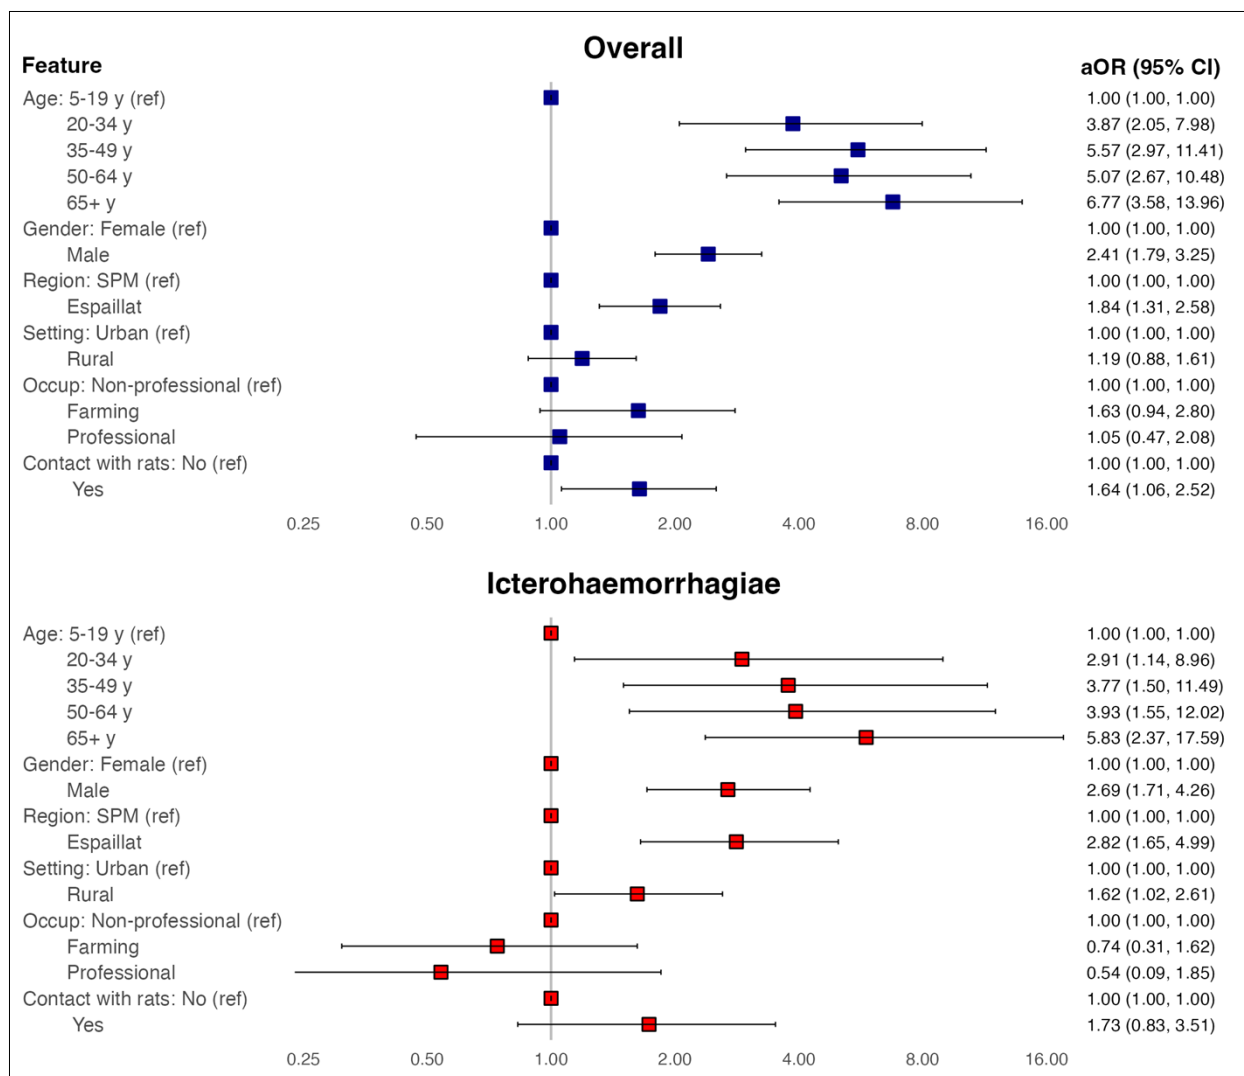 Overall
Feature aOR (95% CI)
Age: 5-19 y (ref) 1.00 (1.00, 1.00)
20-34 y 3.87 (2.05, 7.98)
35-49 y 5.57 (2.97, 11.41)
50-64 y 5.07 (2.67, 10.48)
65+ y 6.77 (3.58, 13.96)
Gender: Female (ref) 1.00 (1.00, 1.00)
Male 2.41 (1.79, 3.25)
Region: SPM (ref) 1.00 (1.00, 1.00)
Espaillat 1.84 (1.31, 2.58)
Setting: Urban (ref) 1.00 (1.00, 1.00)
Rural 1.19 (0.88, 1.61)
Occup: Non-professional (ref) 1.00 (1.00, 1.00)
Farming 1.63 (0.94, 2.80)
Professional 1.05 (0.47, 2.08)
Contact with rats: No (ref) 1.00 (1.00, 1.00)
Yes 1.64 (1.06, 2.52)
0.25 0.50 1.00 2.00 4.00 8.00 16.00
Icterohaemorrhagiae
Age: 5-19 y (ref) 1.00 (1.00, 1.00)
20-34 y 2.91 (1.14, 8.96)
35-49 y 3.77 (1.50, 11.49)
50-64 y 3.93 (1.55, 12.02)
65+ y 5.83 (2.37, 17.59)
Gender: Female (ref) 1.00 (1.00, 1.00)
Male 2.69 (1.71, 4.26)
Region: SPM (ref) 1.00 (1.00, 1.00)
Espaillat 2.82 (1.65, 4.99)
Setting: Urban (ref) 1.00 (1.00, 1.00)
Rural 1.62 (1.02, 2.61)
Occup: Non-professional (ref) 1.00 (1.00, 1.00)
Farming 0.74 (0.31, 1.62)
Professional 0.54 (0.09, 1.85)
Contact with rats: No (ref) 1.00 (1.00, 1.00)
Yes 1.73 (0.83, 3.51)
0.25 0.50 1.00 2.00 4.00 8.00 16.00